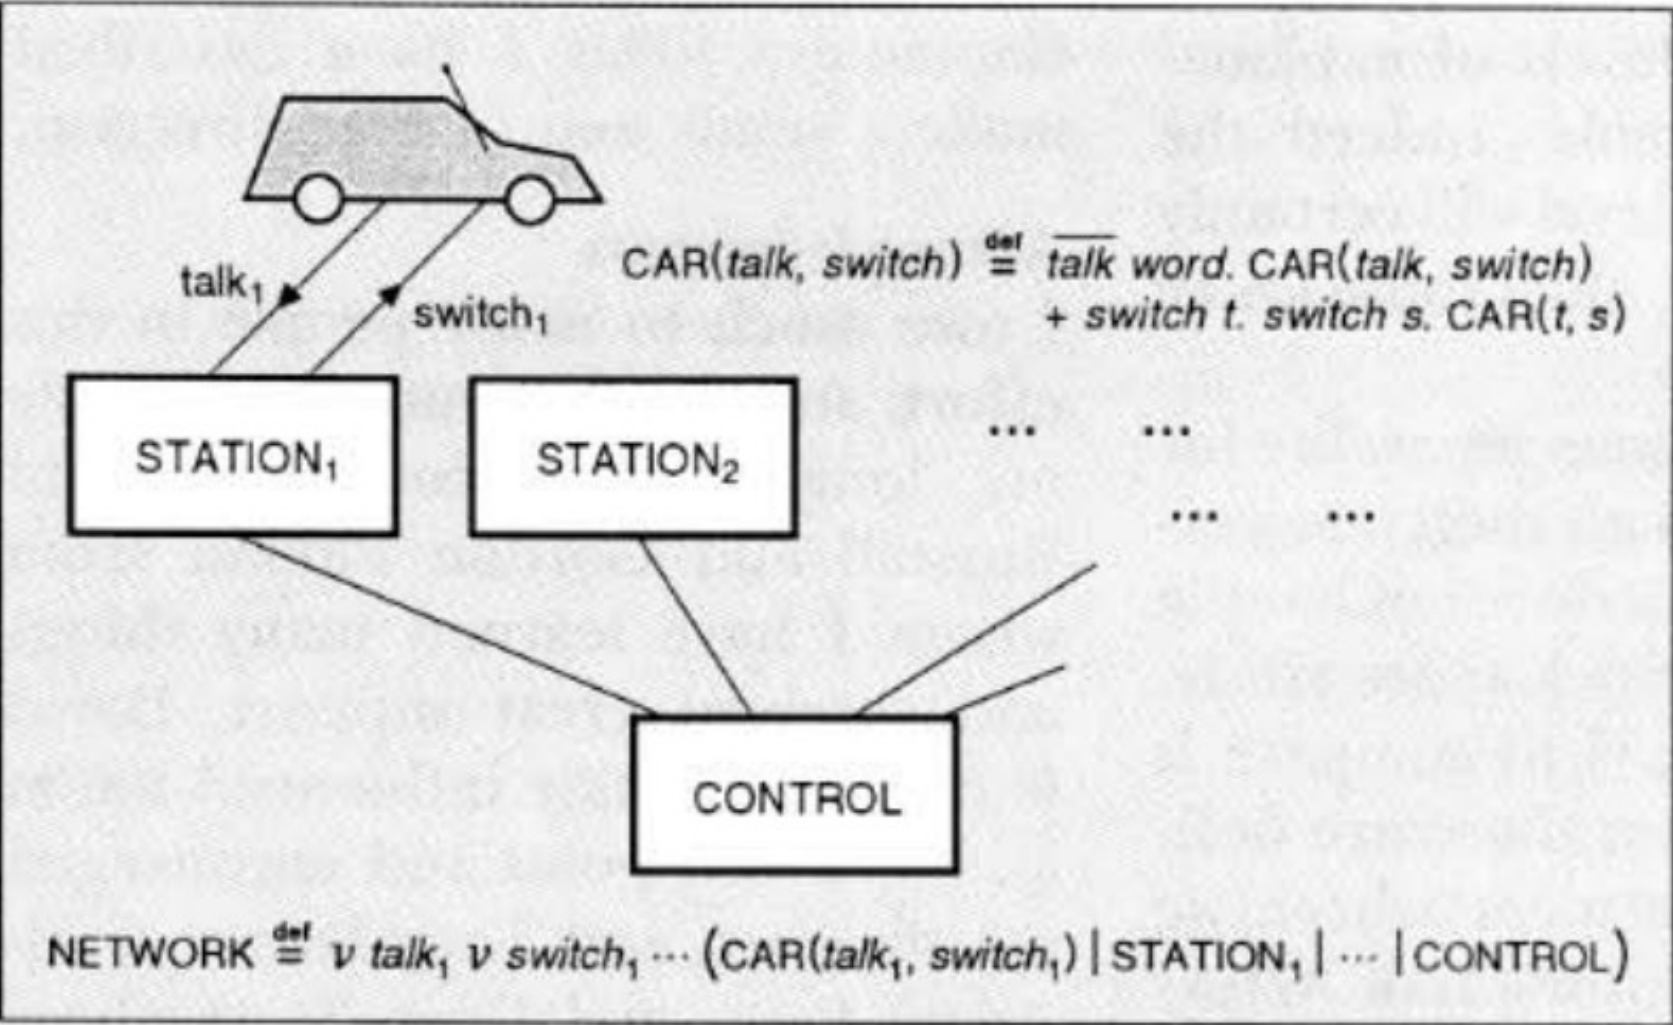 talk₁
switch₁
CAR(talk, switch) ≝ t̅a̅l̅k̅ word. CAR(talk, switch)
+ switch t. switch s. CAR(t, s)
STATION₁
STATION₂
... ...
... ...
CONTROL
NETWORK ≝ ν talk₁ ν switch₁ ··· (CAR(talk₁, switch₁) | STATION₁ | ··· | CONTROL)